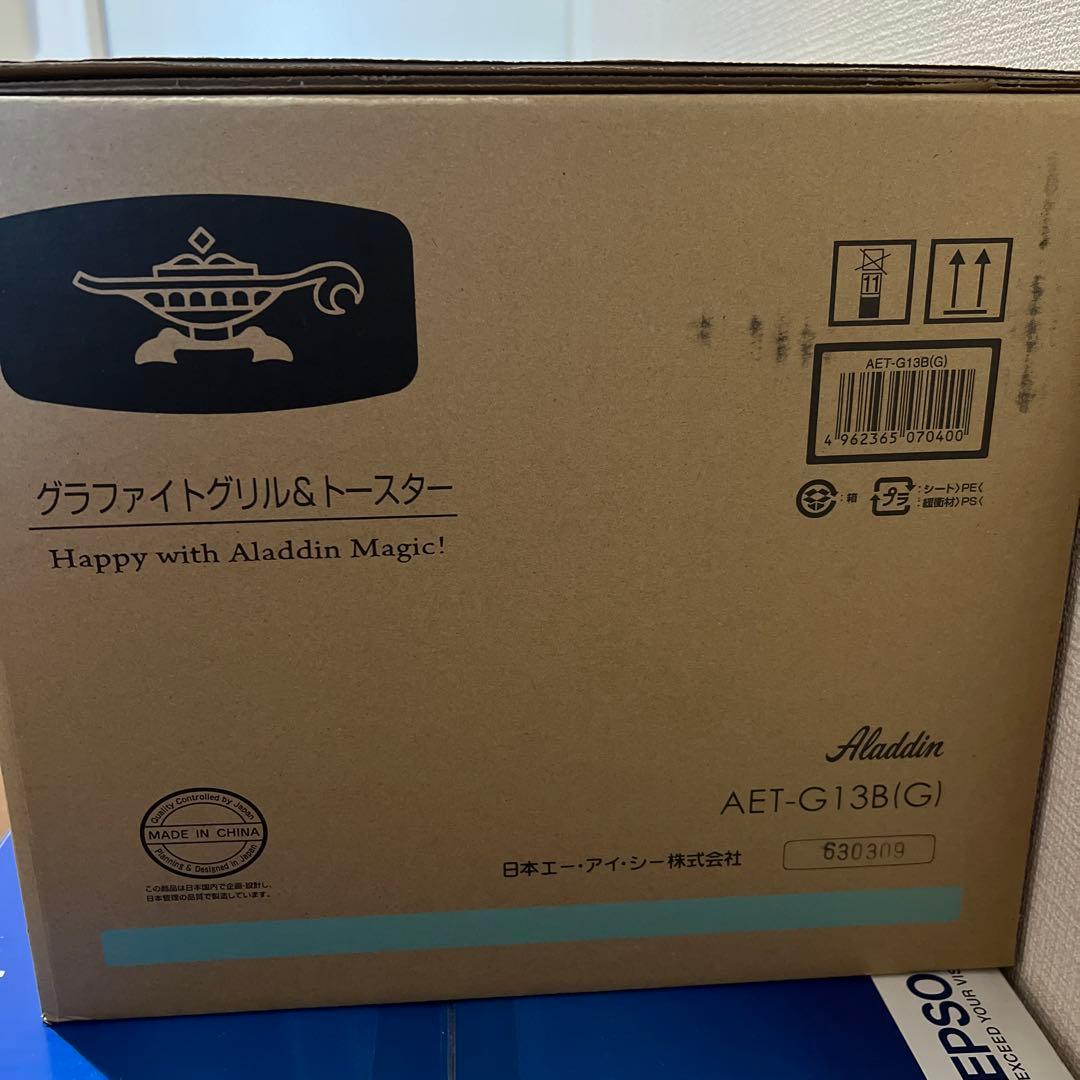 11
AET-G13B(G)
4 962365 070400
:箱
プラ
:シート〉PE〈
:緩衝材〉PS〈
グラファイトグリル&トースター
Happy with Aladdin Magic!
Aladdin
AET-G13B(G)
日本エー・アイ・シー株式会社
630309
Quality Controlled by Japan
MADE IN CHINA
Planning & Designed in Japan
この商品は日本国内で企画・設計し、
日本管理の品質で製造しています。
EPSO
EXCEED YOUR VIS